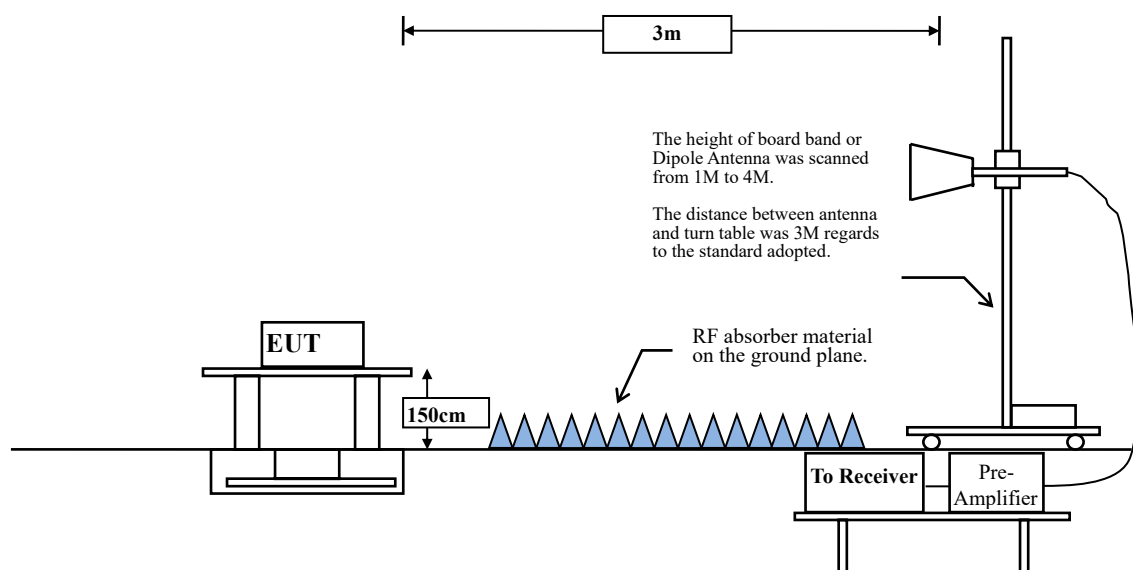 3m
The height of board band or
Dipole Antenna was scanned
from 1M to 4M.
The distance between antenna
and turn table was 3M regards
to the standard adopted.
EUT
RF absorber material
on the ground plane.
150cm
To Receiver
Pre-
Amplifier